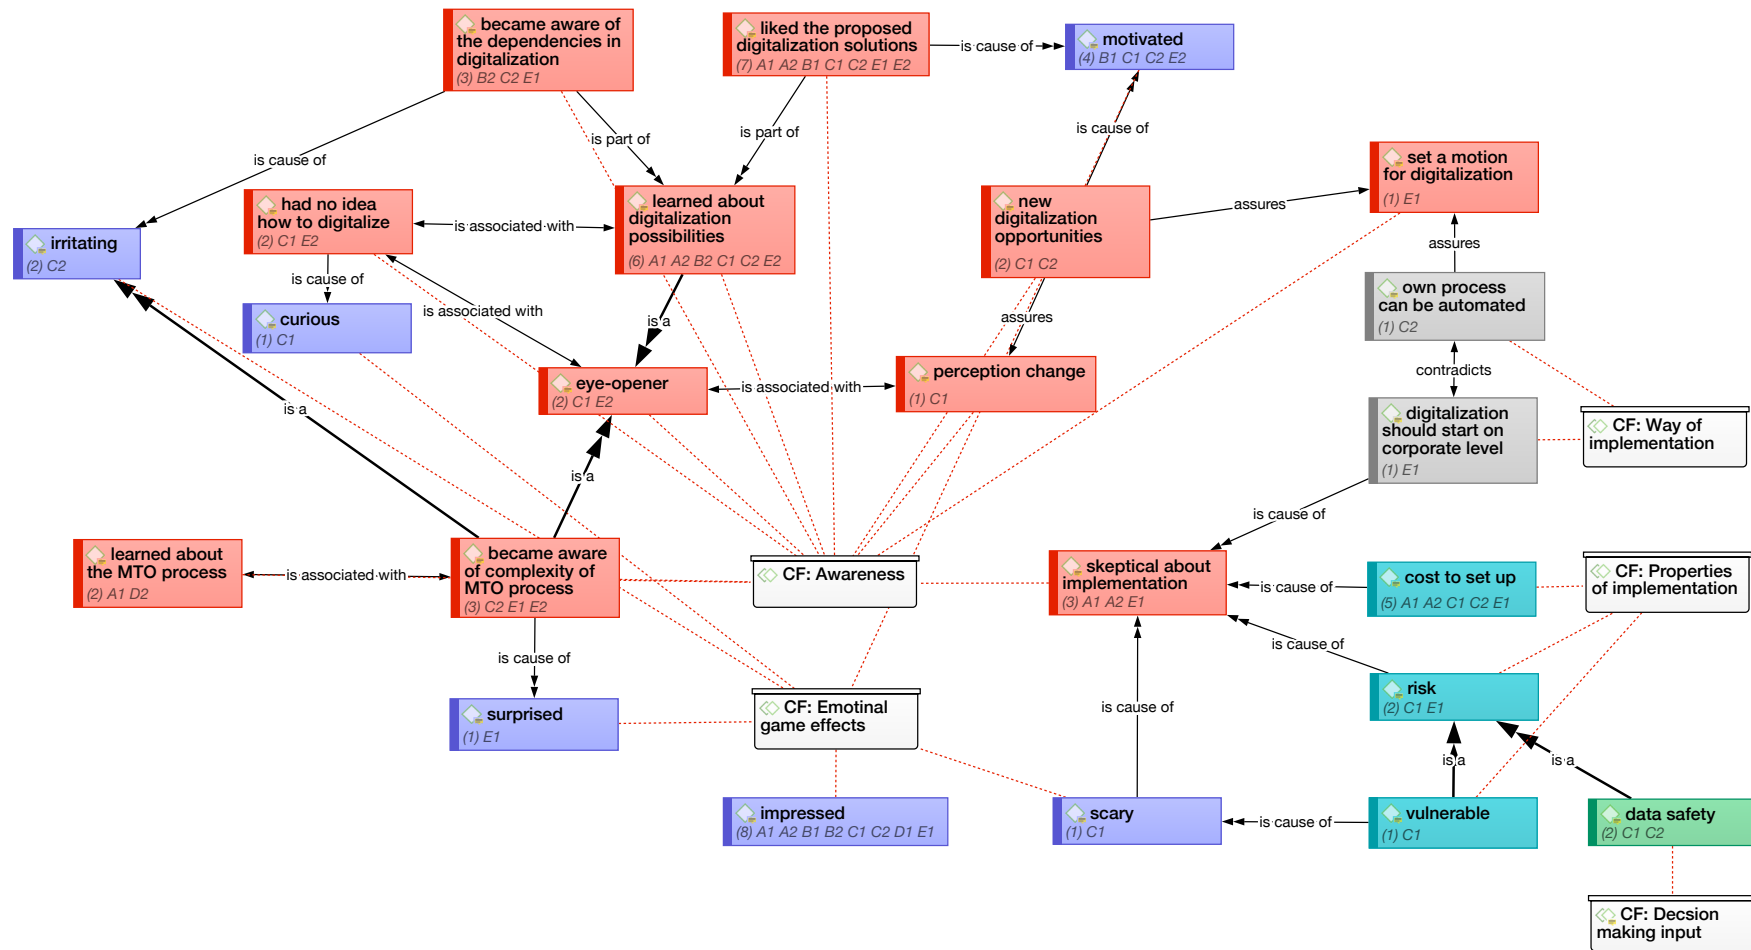 became aware of
the dependencies in
digitalization
(3) B2 C2 E1
liked the proposed
digitalization solutions
(7) A1 A2 B1 C1 C2 E1 E2
is cause of
motivated
(4) B1 C1 C2 E2
is part of
is part of
is cause of
is cause of
set a motion
for digitalization
(1) E1
had no idea
how to digitalize
(2) C1 E2
is associated with
learned about
digitalization
possibilities
(6) A1 A2 B2 C1 C2 E2
new
digitalization
opportunities
(2) C1 C2
assures
irritating
(2) C2
assures
is cause of
own process
can be automated
(1) C2
curious
(1) C1
is associated with
is a
assures
contradicts
eye-opener
(2) C1 E2
is associated with
perception change
(1) C1
is a
digitalization
should start on
corporate level
(1) E1
CF: Way of
implementation
is a
is cause of
learned about
the MTO process
(2) A1 D2
is associated with
became aware
of complexity of
MTO process
(3) C2 E1 E2
CF: Awareness
skeptical about
implementation
(3) A1 A2 E1
is cause of
cost to set up
(5) A1 A2 C1 C2 E1
CF: Properties
of implementation
is cause of
is cause of
surprised
(1) E1
CF: Emotinal
game effects
is cause of
risk
(2) C1 E1
is a
is a
impressed
(8) A1 A2 B1 B2 C1 C2 D1 E1
scary
(1) C1
is cause of
vulnerable
(1) C1
data safety
(2) C1 C2
CF: Decsion
making input